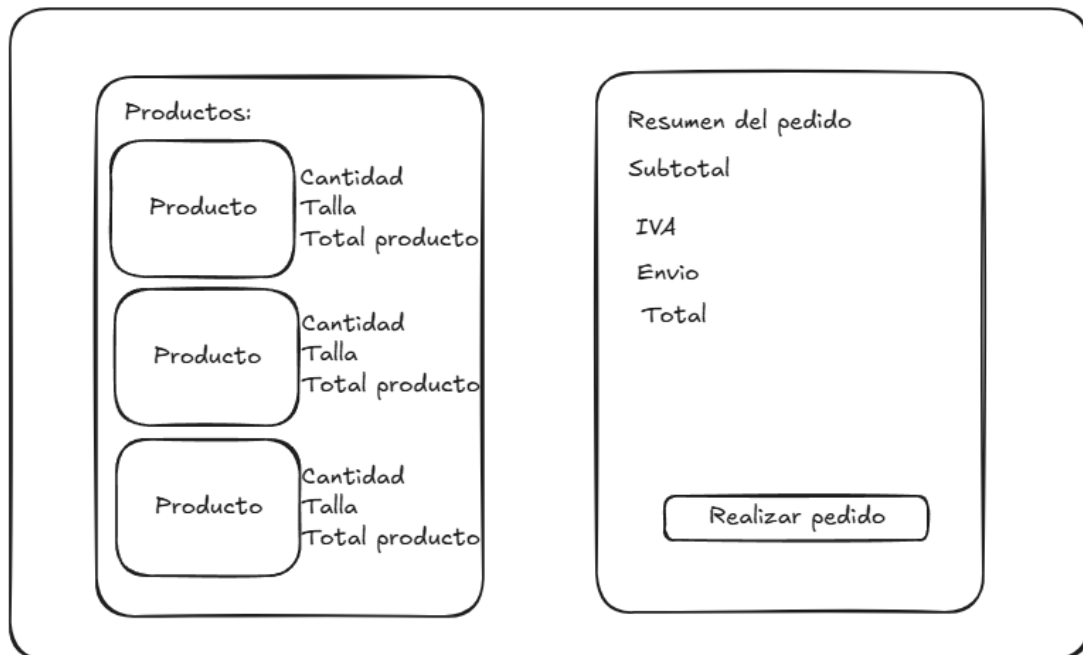 Productos:
Producto
Cantidad
Talla
Total producto
Producto
Cantidad
Talla
Total producto
Producto
Cantidad
Talla
Total producto
Resumen del pedido
Subtotal
IVA
Envio
Total
Realizar pedido